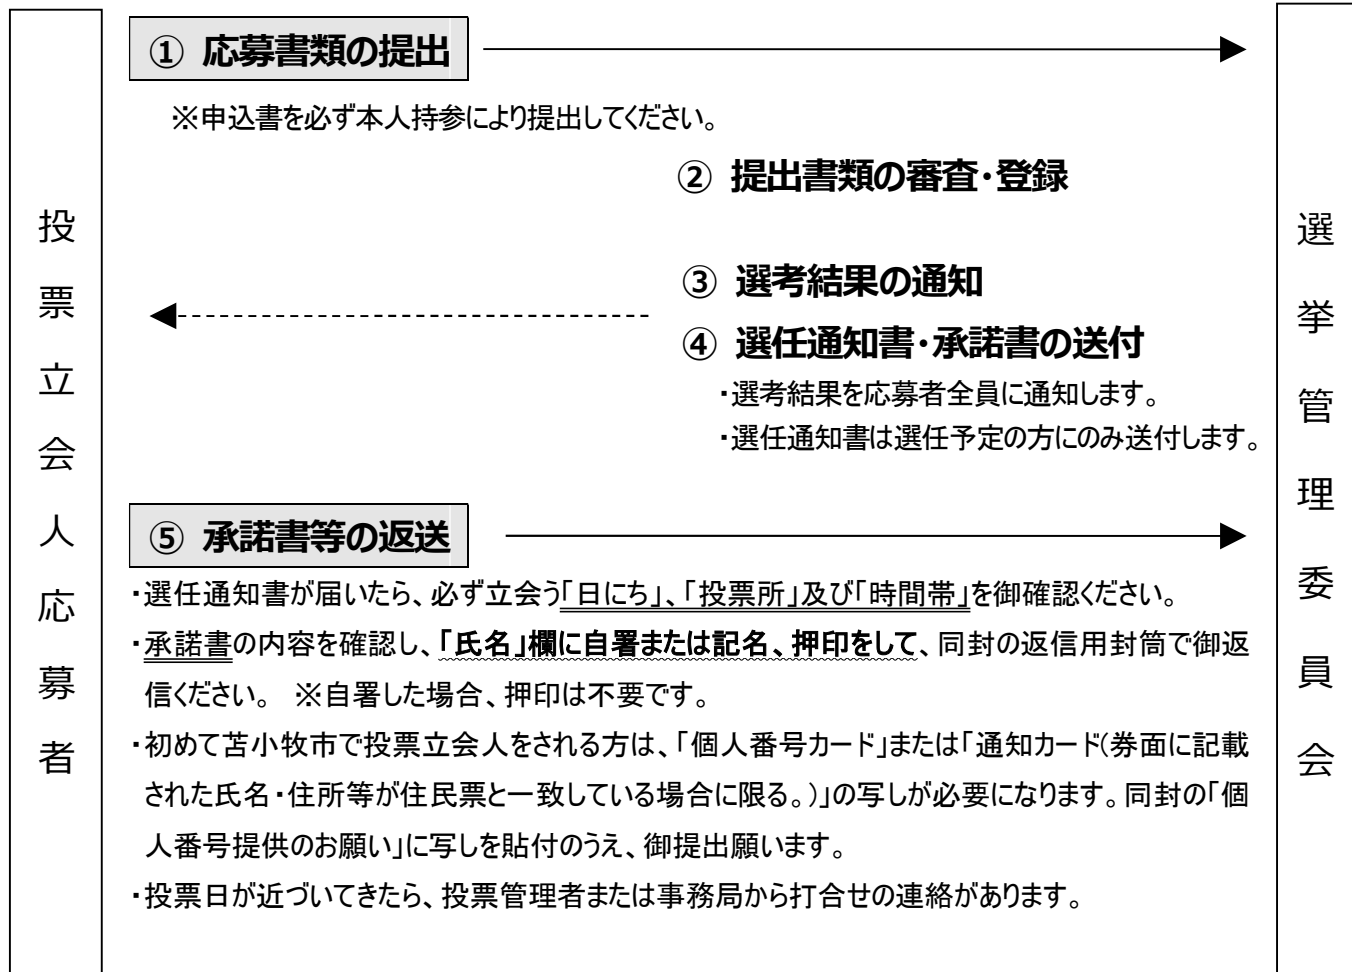 ① 応募書類の提出
※申込書を必ず本人持参により提出してください。
② 提出書類の審査・登録
③ 選考結果の通知
④ 選任通知書・承諾書の送付
・選考結果を応募者全員に通知します。
・選任通知書は選任予定の方にのみ送付します。
⑤ 承諾書等の返送
・選任通知書が届いたら、必ず立会う「日にち」、「投票所」及び「時間帯」を御確認ください。
・承諾書の内容を確認し、「氏名」欄に自署または記名、押印をして、同封の返信用封筒で御返
信ください。 ※自署した場合、押印は不要です。
・初めて苫小牧市で投票立会人をされる方は、「個人番号カード」または「通知カード(券面に記載
された氏名・住所等が住民票と一致している場合に限る。)」の写しが必要になります。同封の「個
人番号提供のお願い」に写しを貼付のうえ、御提出願います。
・投票日が近づいてきたら、投票管理者または事務局から打合せの連絡があります。
投票立会人応募者
選挙管理委員会